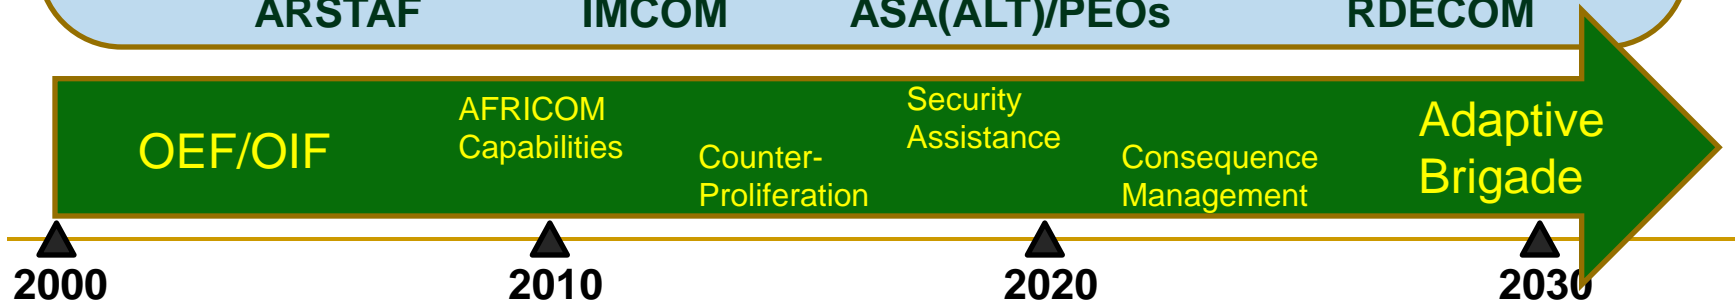 ARSTAF IMCOM ASA(ALT)/PEOs RDECOM
OEF/OIF
AFRICOM
Capabilities
Counter-
Proliferation
Security
Assistance
Consequence
Management
Adaptive
Brigade
2000 2010 2020 2030